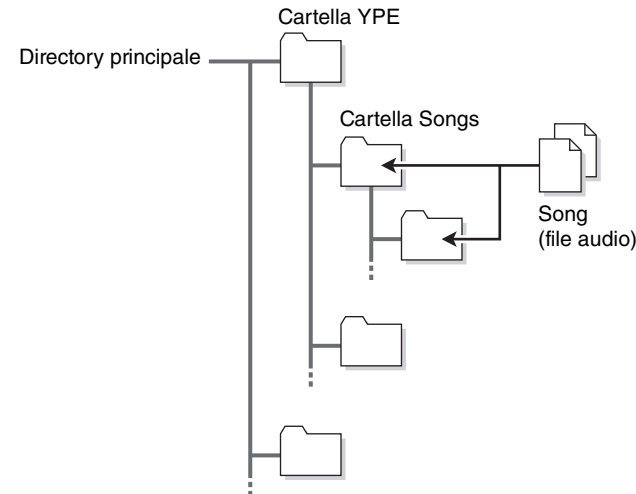 Cartella YPE
Directory principale
Cartella Songs
Song
(file audio)